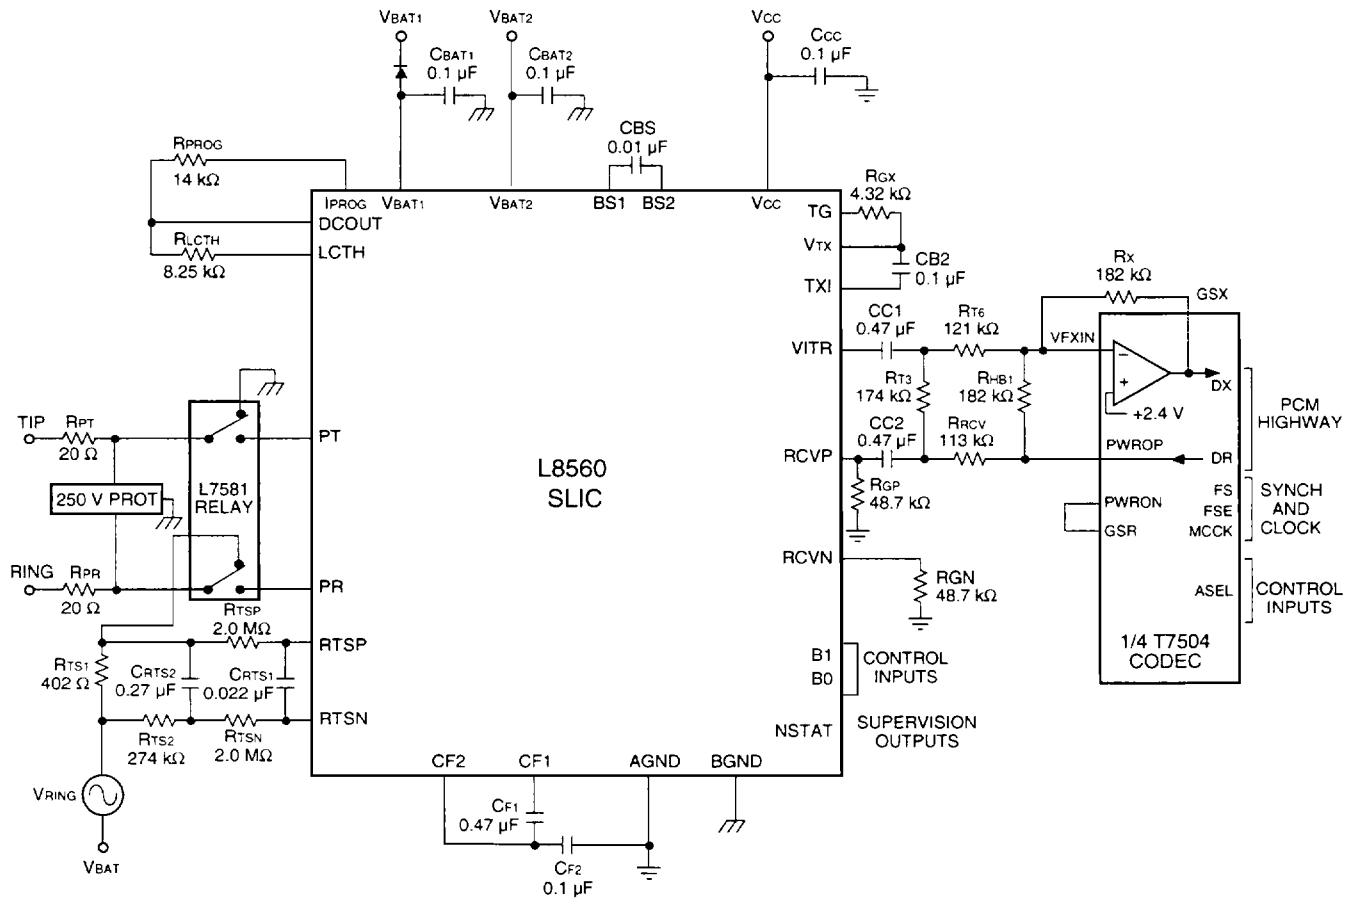 VBAT1
VBAT2
VCC
CBAT1
0.1 µF
CBAT2
0.1 µF
CCC
0.1 µF
CBS
0.01 µF
RPROG
14 kΩ
RLCTH
8.25 kΩ
IPROG
VBAT1
VBAT2
BS1
BS2
VCC
DCOUT
LCTH
TG
VTX
TXI
RGX
4.32 kΩ
CB2
0.1 µF
RX
182 kΩ
GSX
VITR
CC1
0.47 µF
RT6
121 kΩ
VFXIN
−
+
+2.4 V
DX
PCM
HIGHWAY
RT3
174 kΩ
RHB1
182 kΩ
CC2
0.47 µF
RRCV
113 kΩ
PWROP
DR
RCVP
RGP
48.7 kΩ
PWRON
GSR
FS
FSE
MCCK
SYNCH
AND
CLOCK
RCVN
RGN
48.7 kΩ
ASEL
CONTROL
INPUTS
1/4 T7504
CODEC
TIP
RPT
20 Ω
PT
250 V PROT
L7581
RELAY
L8560
SLIC
RING
RPR
20 Ω
PR
RTSP
2.0 MΩ
RTSP
RTS1
402 Ω
CRTS2
0.27 µF
CRTS1
0.022 µF
RTSN
RTS2
274 kΩ
RTSN
2.0 MΩ
B1
B0
CONTROL
INPUTS
NSTAT
SUPERVISION
OUTPUTS
CF2
CF1
AGND
BGND
VRING
VBAT
CF1
0.47 µF
CF2
0.1 µF